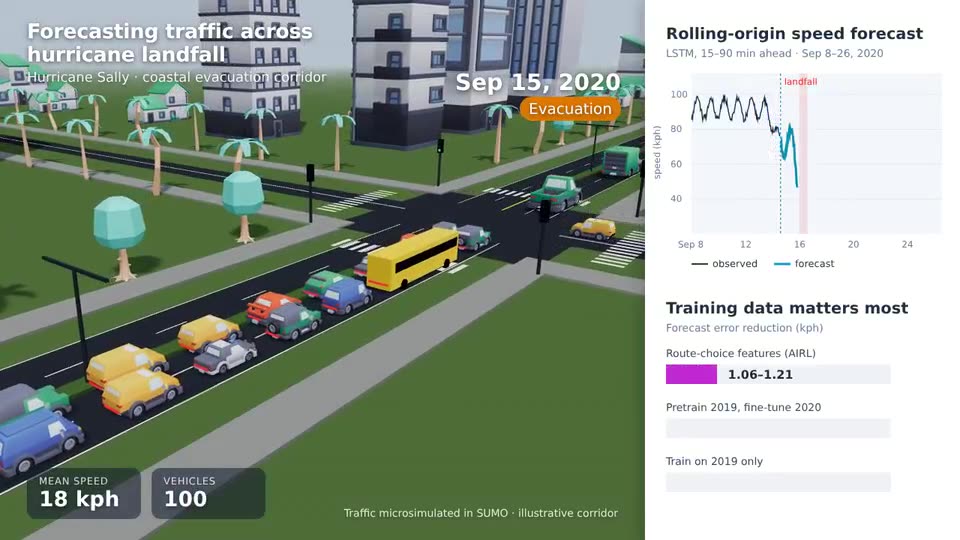 Forecasting traffic across
hurricane landfall
Hurricane Sally · coastal evacuation corridor
Sep 15, 2020
Evacuation
MEAN SPEED
18 kph
VEHICLES
100
Traffic microsimulated in SUMO · illustrative corridor
Rolling-origin speed forecast
LSTM, 15–90 min ahead · Sep 8–26, 2020
landfall
100
80
60
40
speed (kph)
Sep 8 12 16 20 24
observed forecast
Training data matters most
Forecast error reduction (kph)
Route-choice features (AIRL)
1.06–1.21
Pretrain 2019, fine-tune 2020
Train on 2019 only